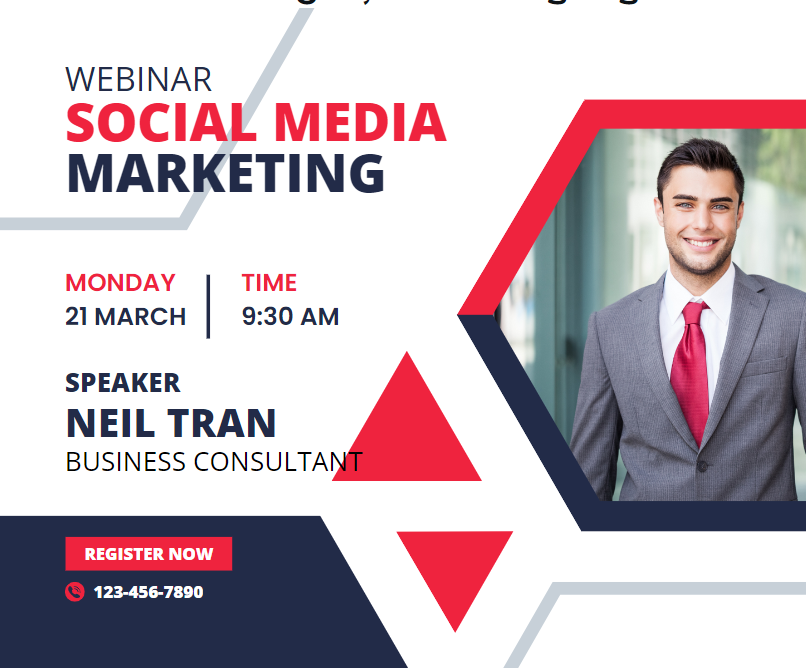 WEBINAR
SOCIAL MEDIA
MARKETING
MONDAY
21 MARCH
TIME
9:30 AM
SPEAKER
NEIL TRAN
BUSINESS CONSULTANT
REGISTER NOW
123-456-7890